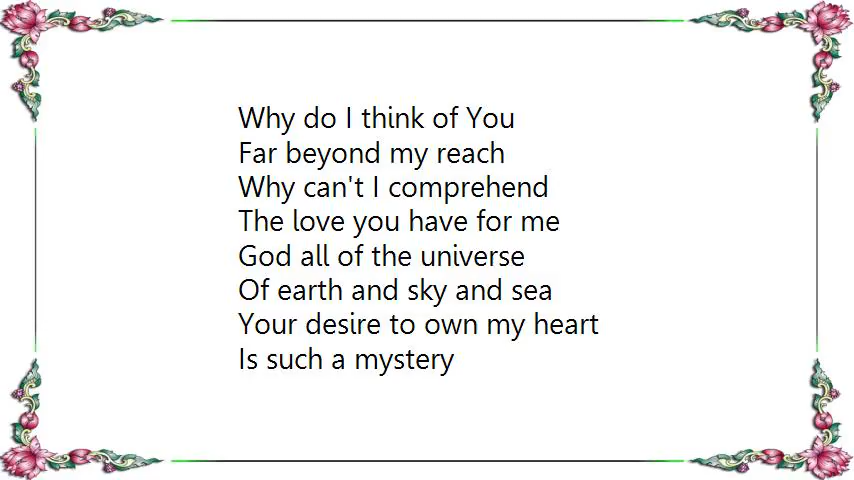 Why do I think of You
Far beyond my reach
Why can't I comprehend
The love you have for me
God all of the universe
Of earth and sky and sea
Your desire to own my heart
Is such a mystery